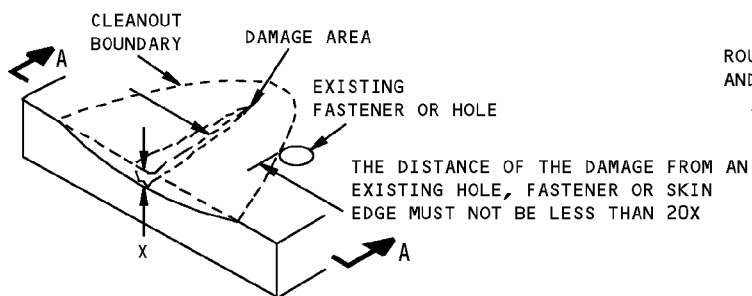 CLEANOUT
BOUNDARY
DAMAGE AREA
A
EXISTING
FASTENER OR HOLE
THE DISTANCE OF THE DAMAGE FROM AN
EXISTING HOLE, FASTENER OR SKIN
EDGE MUST NOT BE LESS THAN 20X
X
A
ROU
AND